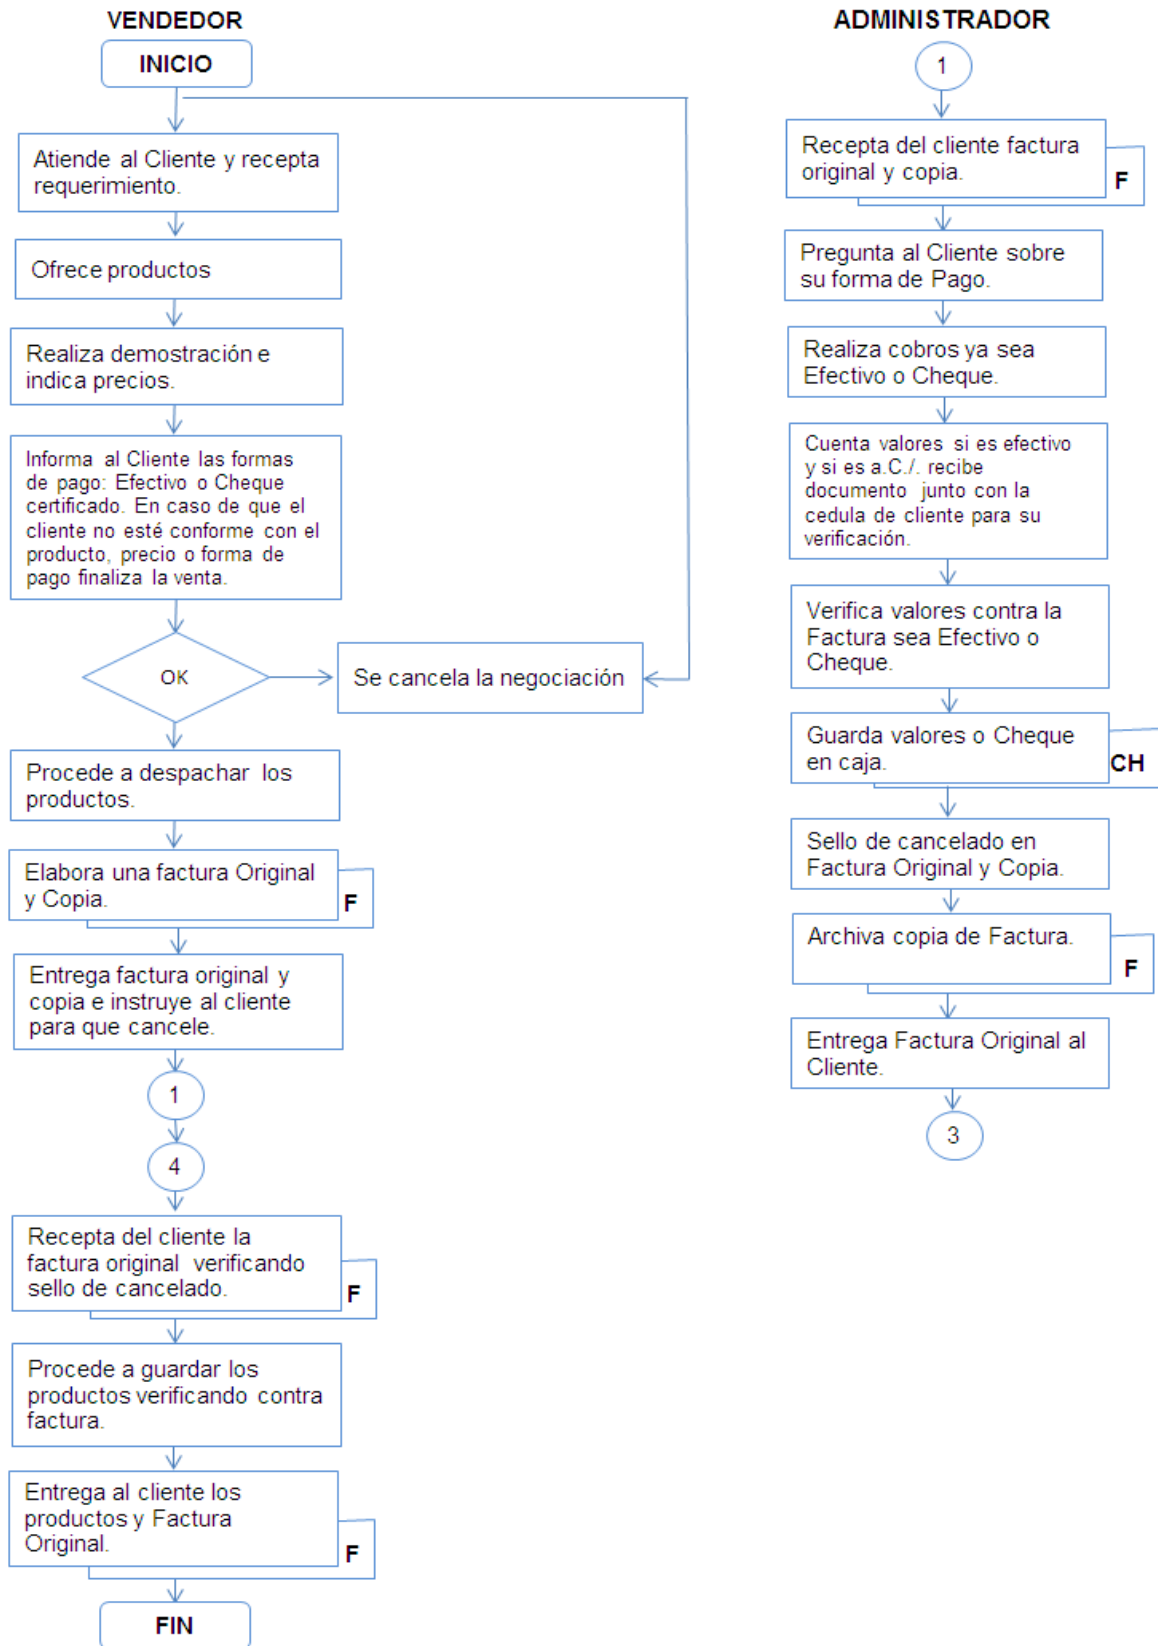 VENDEDOR
INICIO
Atiende al Cliente y recepta
requerimiento.
Ofrece productos
Realiza demostración e
indica precios.
Informa al Cliente las formas
de pago: Efectivo o Cheque
certificado. En caso de que el
cliente no esté conforme con el
producto, precio o forma de
pago finaliza la venta.
OK
Se cancela la negociación
Procede a despachar los
productos.
Elabora una factura Original
y Copia.
F
Entrega factura original y
copia e instruye al cliente
para que cancele.
1
4
Recepta del cliente la
factura original verificando
sello de cancelado.
F
Procede a guardar los
productos verificando contra
factura.
Entrega al cliente los
productos y Factura
Original.
F
FIN
ADMINISTRADOR
1
Recepta del cliente factura
original y copia.
F
Pregunta al Cliente sobre
su forma de Pago.
Realiza cobros ya sea
Efectivo o Cheque.
Cuenta valores si es efectivo
y si es a.C./. recibe
documento junto con la
cedula de cliente para su
verificación.
Verifica valores contra la
Factura sea Efectivo o
Cheque.
Guarda valores o Cheque
en caja.
CH
Sello de cancelado en
Factura Original y Copia.
Archiva copia de Factura.
F
Entrega Factura Original al
Cliente.
3